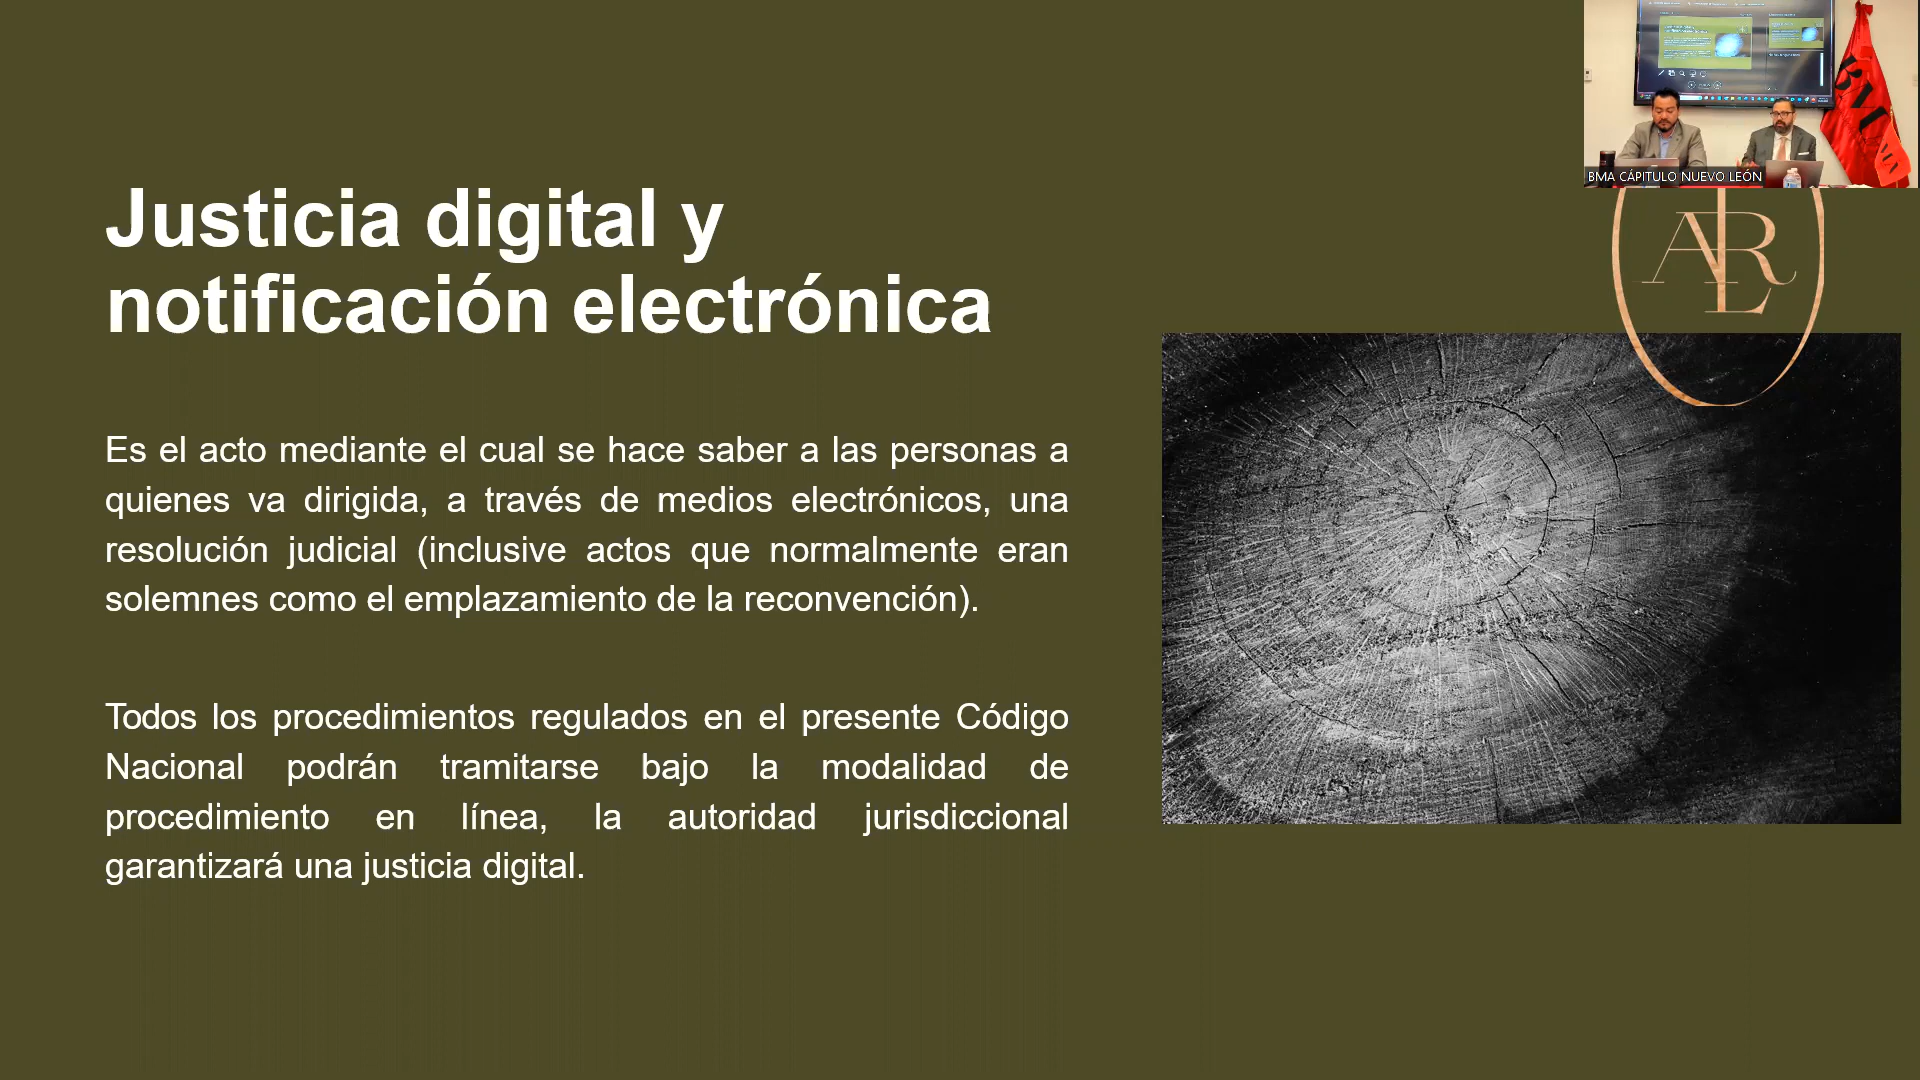 Justicia digital y
notificación electrónica
Es el acto mediante el cual se hace saber a las personas a
quienes va dirigida, a través de medios electrónicos, una
resolución judicial (inclusive actos que normalmente eran
solemnes como el emplazamiento de la reconvención).
Todos los procedimientos regulados en el presente Código
Nacional podrán tramitarse bajo la modalidad de
procedimiento en línea, la autoridad jurisdiccional
garantizará una justicia digital.
BMA CÁPITULO NUEVO LEÓN
ARL